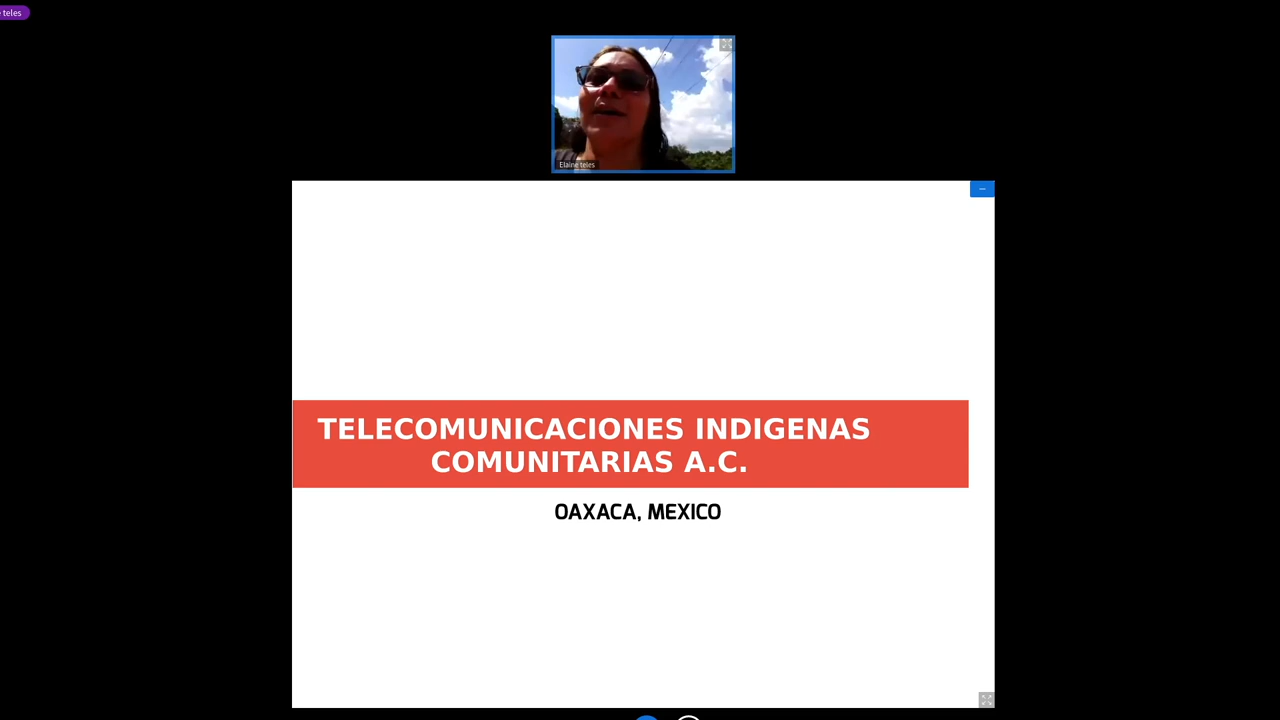 teles
Elaine teles
TELECOMUNICACIONES INDIGENAS
COMUNITARIAS A.C.
OAXACA, MEXICO